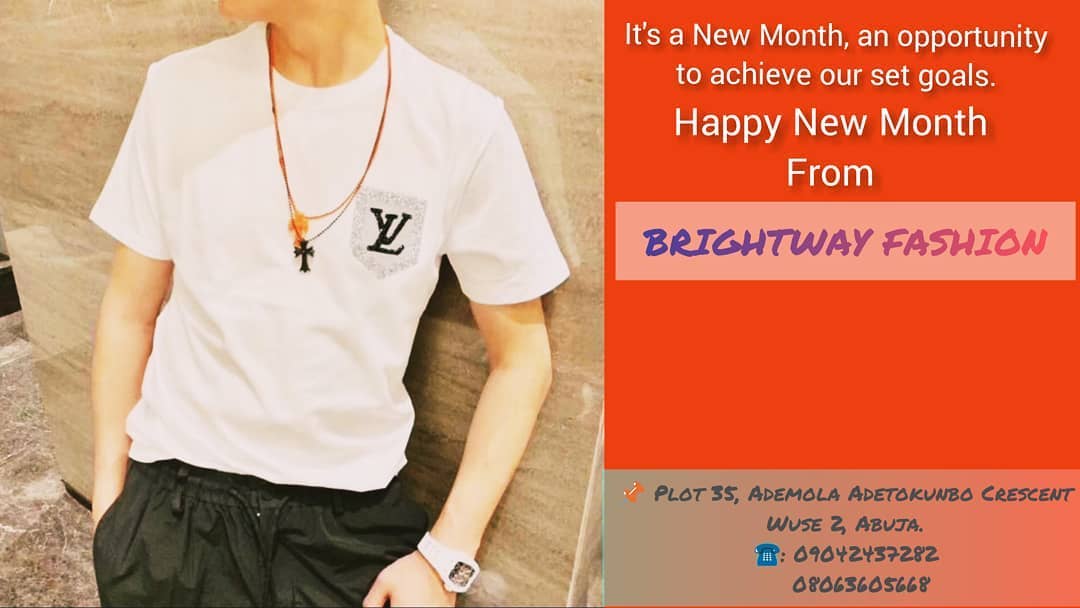 LV
It's a New Month, an opportunity
to achieve our set goals.
Happy New Month
From
BRIGHTWAY FASHION
PLOT 35, ADEMOLA ADETOKUNBO CRESCENT
WUSE 2, ABUJA.
☎: 09042437282
08063605668